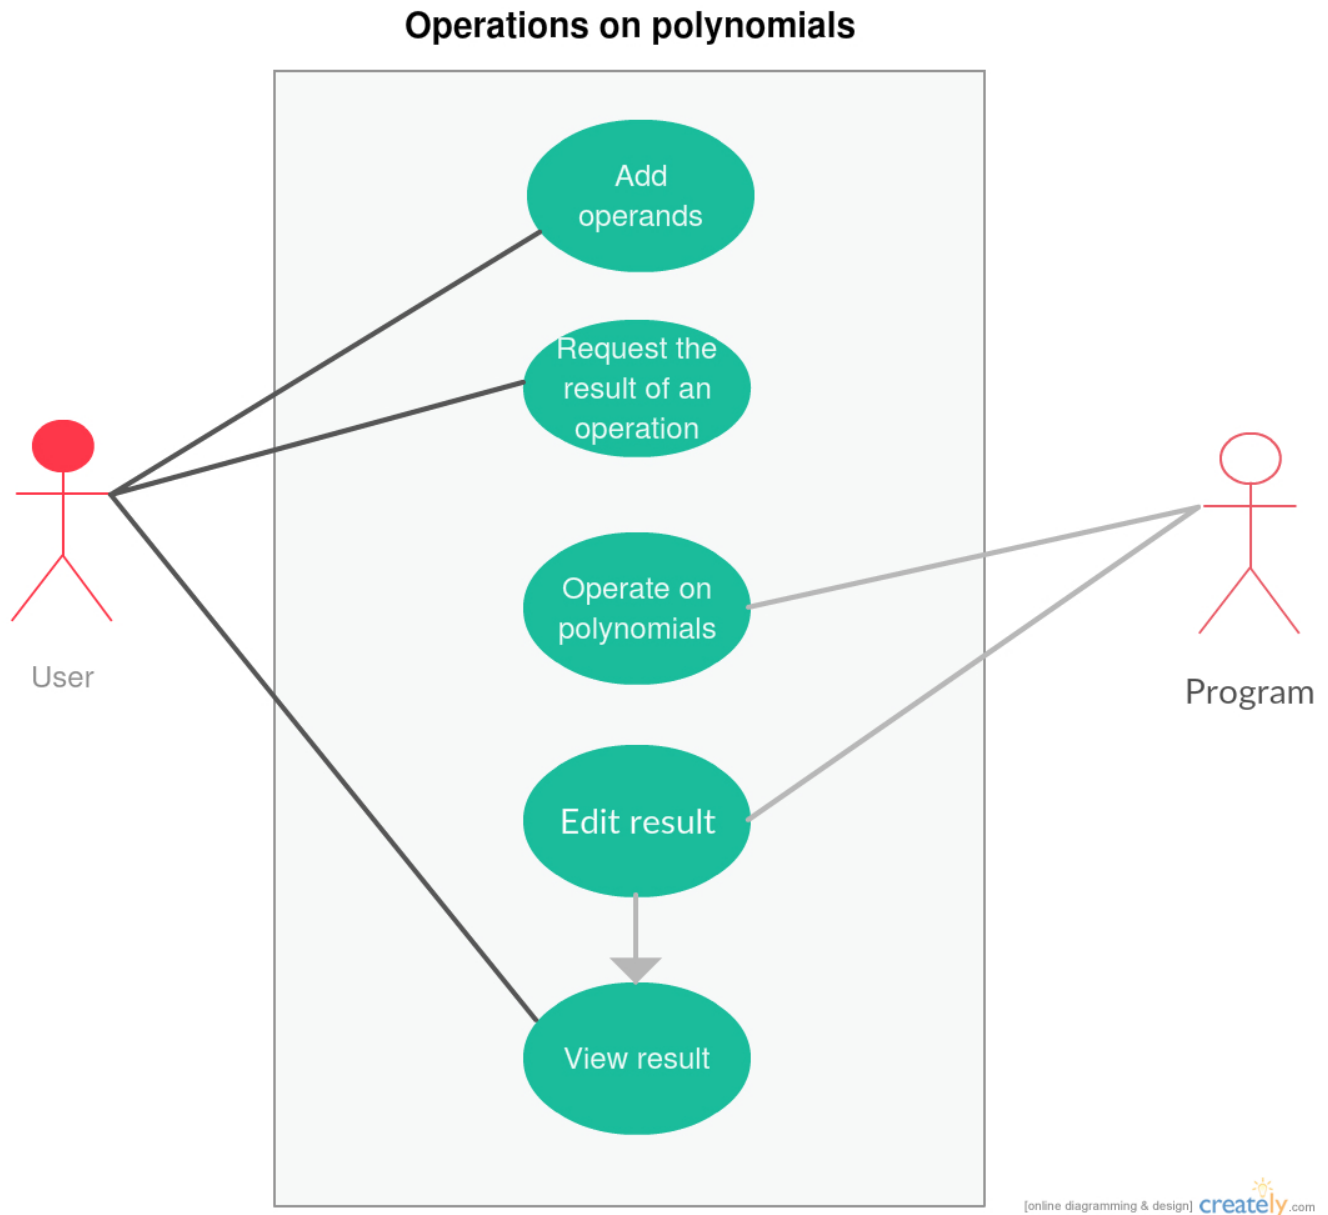 Operations on polynomials
Add
operands
Request the
result of an
operation
User
Operate on
polynomials
Program
Edit result
View result
[online diagramming & design] creately.com